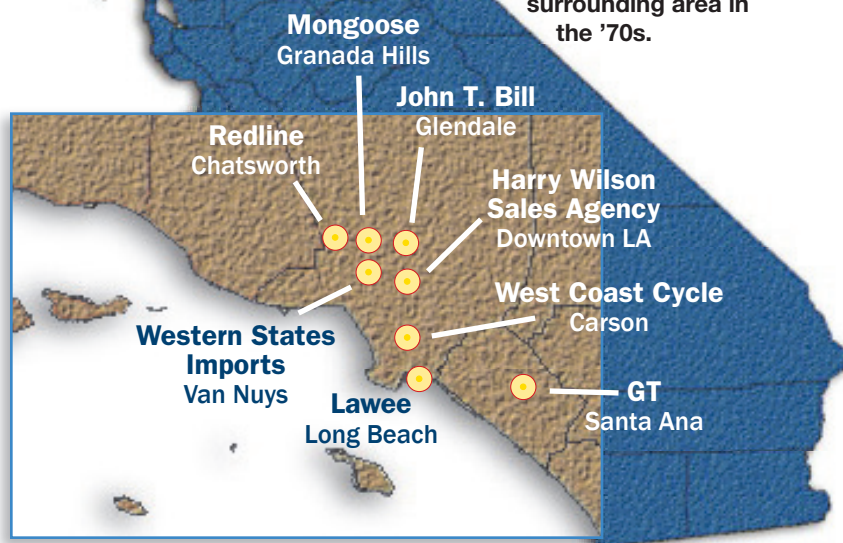 surrounding area in
the ’70s.
Mongoose
Granada Hills
John T. Bill
Glendale
Redline
Chatsworth
Harry Wilson
Sales Agency
Downtown LA
West Coast Cycle
Carson
Western States
Imports
Van Nuys
Lawee
Long Beach
GT
Santa Ana